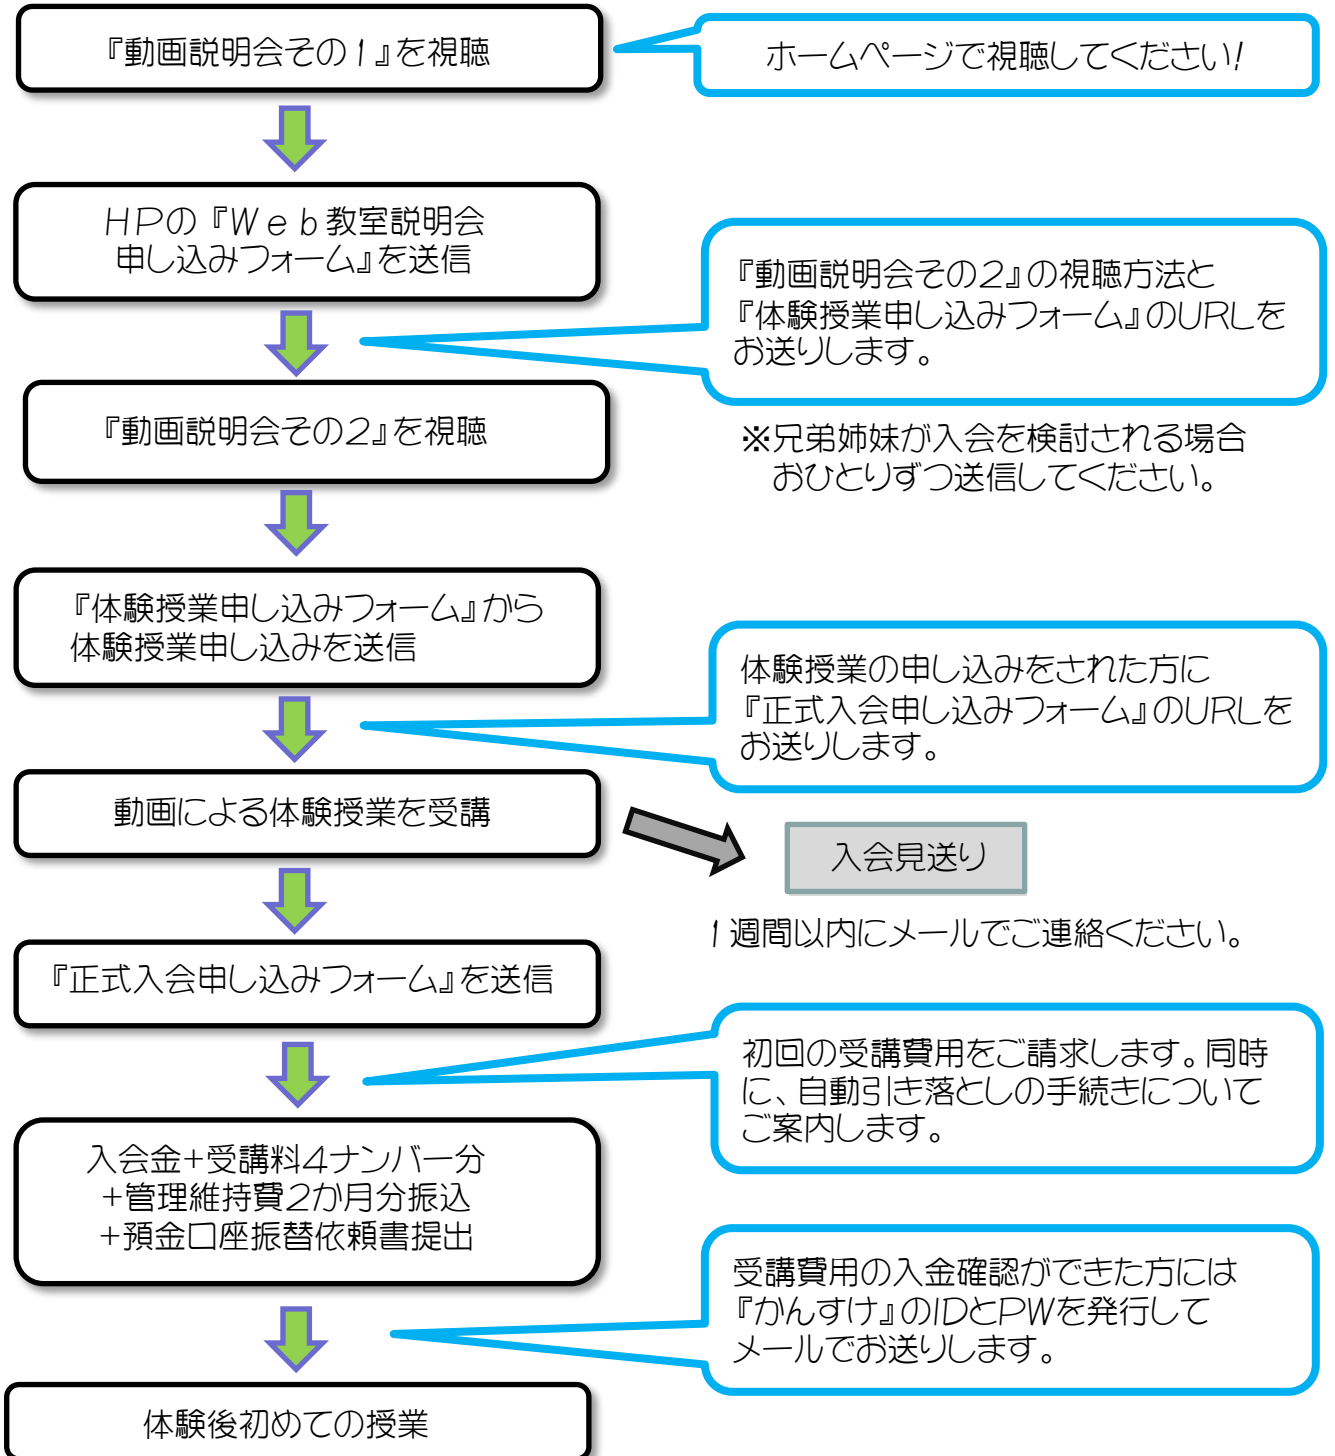 『動画説明会その1』を視聴
ホームページで視聴してください!
HPの『Web教室説明会
申し込みフォーム』を送信
『動画説明会その2』の視聴方法と
『体験授業申し込みフォーム』のURLを
お送りします。
『動画説明会その2』を視聴
※兄弟姉妹が入会を検討される場合
おひとりずつ送信してください。
『体験授業申し込みフォーム』から
体験授業申し込みを送信
体験授業の申し込みをされた方に
『正式入会申し込みフォーム』のURLを
お送りします。
動画による体験授業を受講
入会見送り
1週間以内にメールでご連絡ください。
『正式入会申し込みフォーム』を送信
初回の受講費用をご請求します。同時
に、自動引き落としの手続きについて
ご案内します。
入会金+受講料4ナンバー分
+管理維持費2か月分振込
+預金口座振替依頼書提出
受講費用の入金確認ができた方には
『かんすけ』のIDとPWを発行して
メールでお送りします。
体験後初めての授業